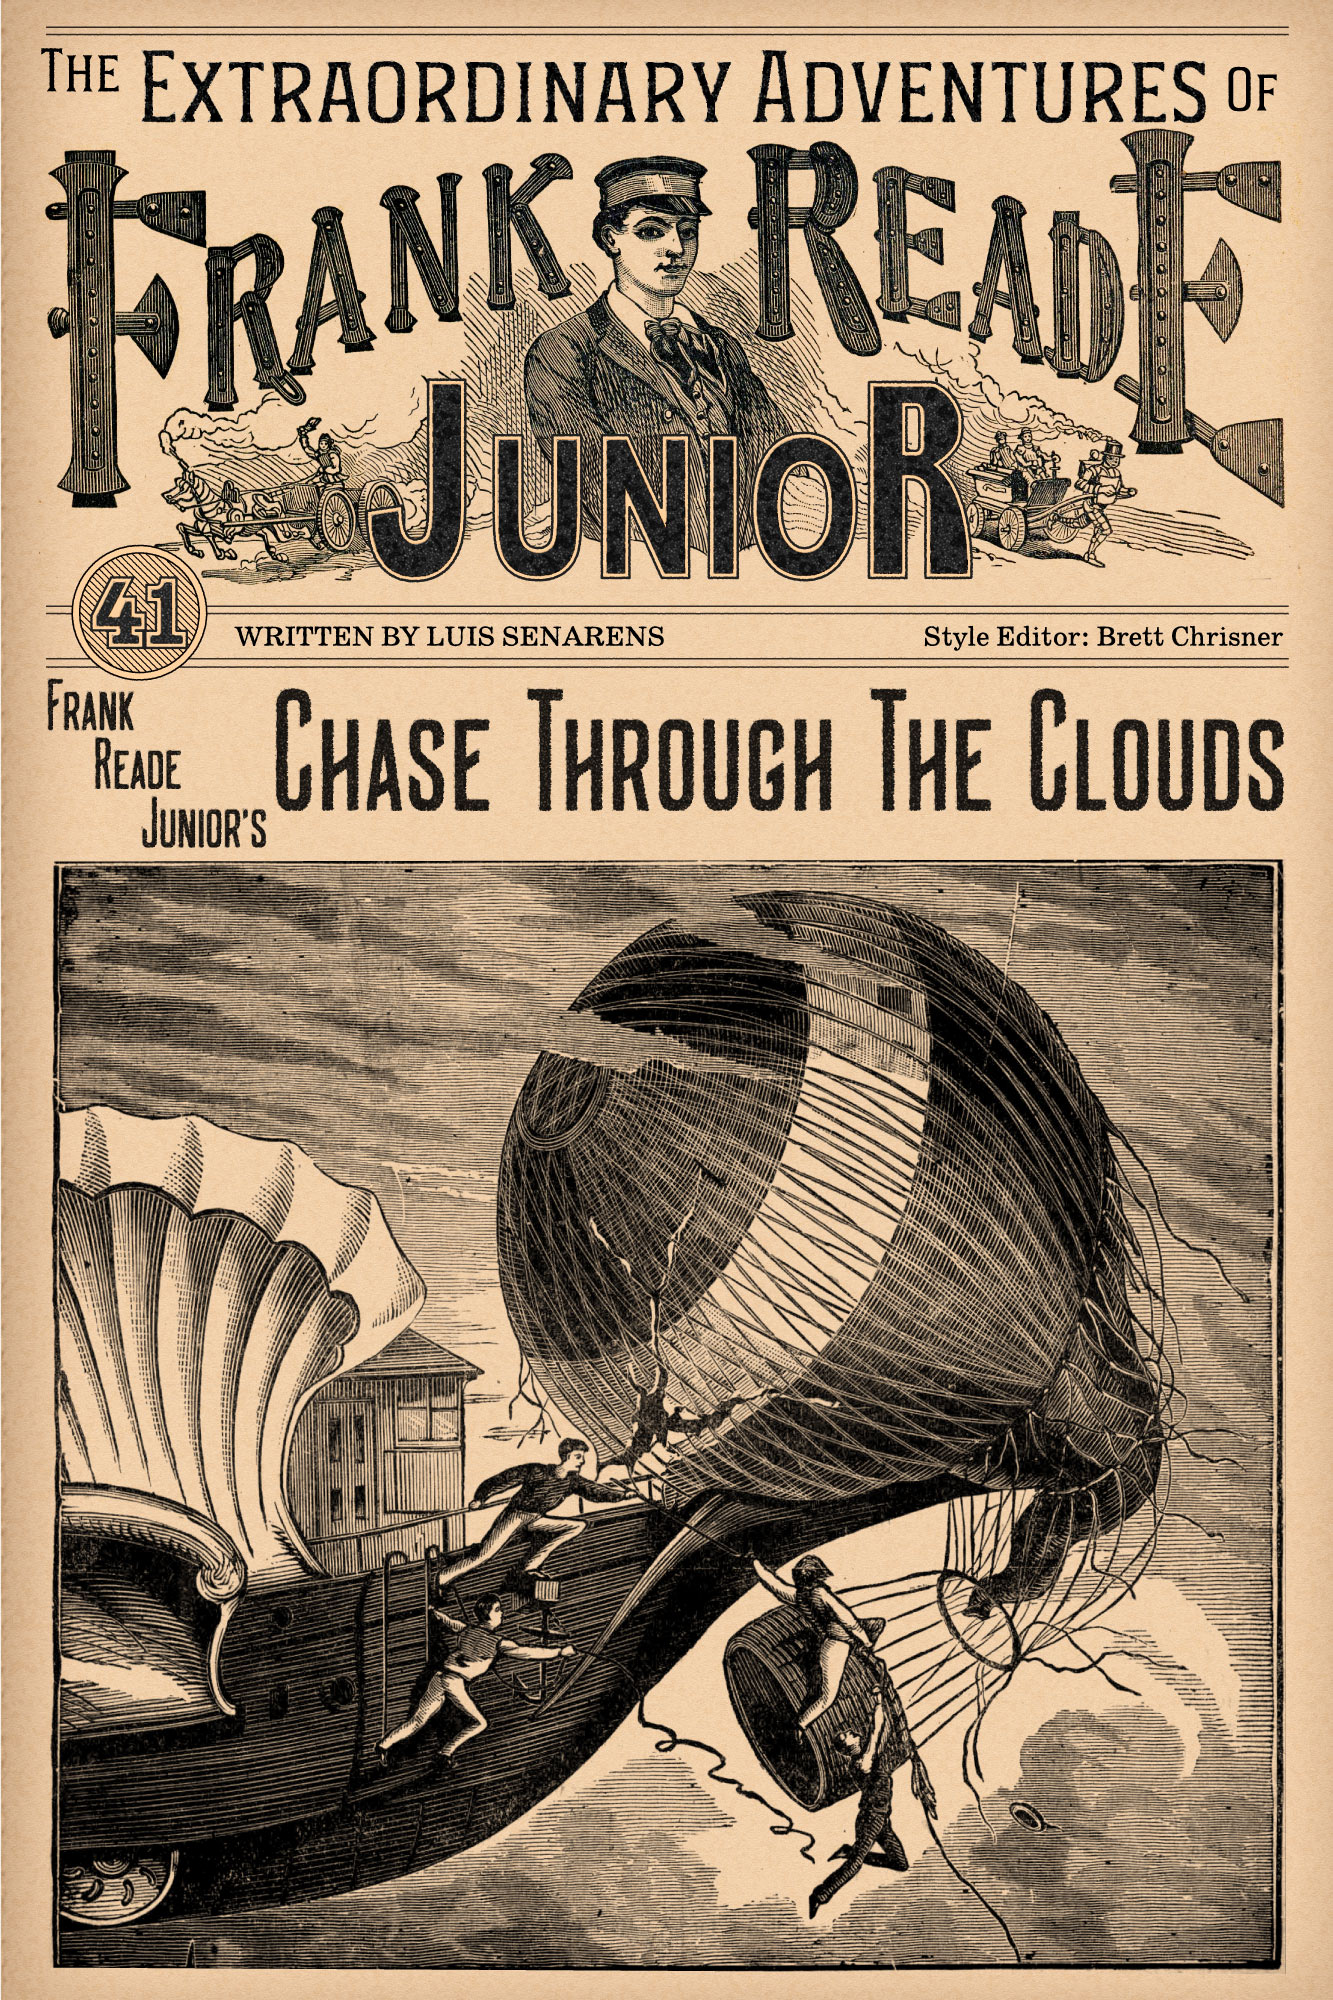 THE EXTRAORDINARY ADVENTURES OF
FRANK READE
JUNIOR
41
WRITTEN BY LUIS SENARENS
Style Editor: Brett Chrisner
FRANK
READE
JUNIOR'S
CHASE THROUGH THE CLOUDS